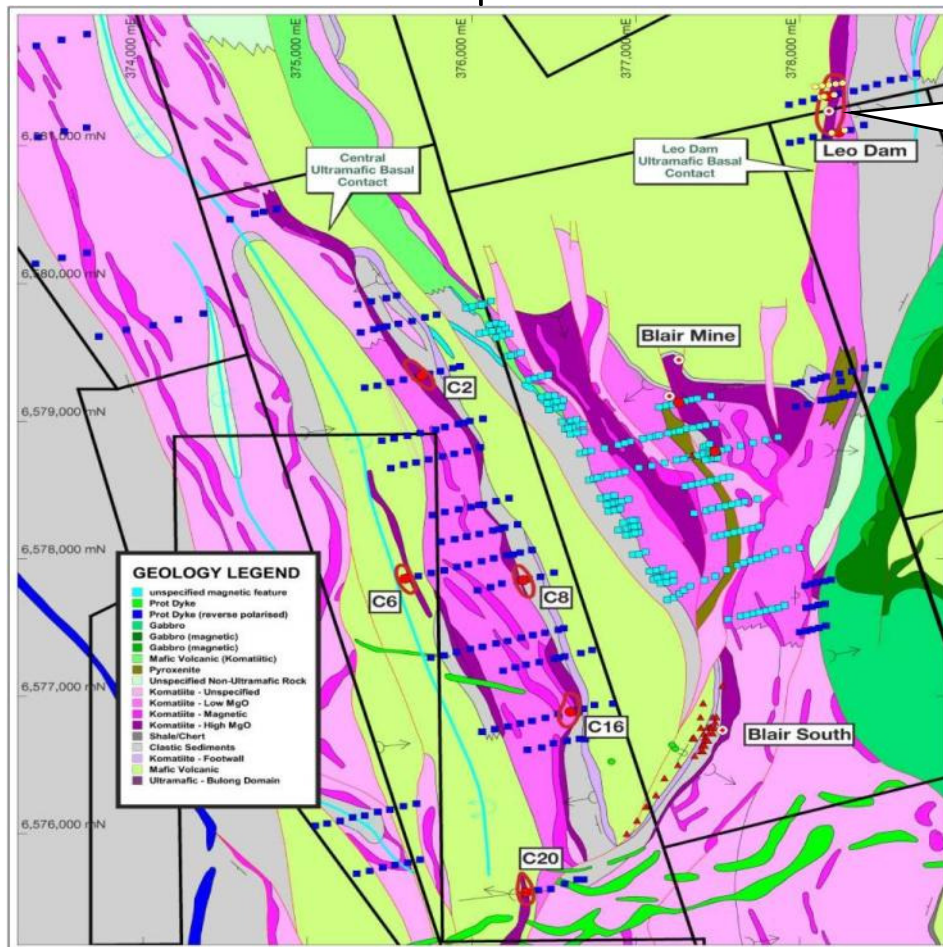 374,000 mE
375,000 mE
376,000 mE
377,000 mE
378,000 mE
6,581,000 mN
6,580,000 mN
6,579,000 mN
6,578,000 mN
6,577,000 mN
6,576,000 mN
Central
Ultramafic Basal
Contact
Leo Dam
Ultramafic Basal
Contact
Leo Dam
Blair Mine
C2
C6
C8
C16
Blair South
C20
GEOLOGY LEGEND
unspecified magnetic feature
Prot Dyke
Prot Dyke (reverse polarised)
Gabbro
Gabbro (magnetic)
Gabbro (magnetic)
Mafic Volcanic (Komatiitic)
Pyroxenite
Unspecified Non-Ultramafic Rock
Komatiite - Unspecified
Komatiite - Low MgO
Komatiite - Magnetic
Komatiite - High MgO
Shale/Chert
Clastic Sediments
Komatiite - Footwall
Mafic Volcanic
Ultramafic - Bulong Domain